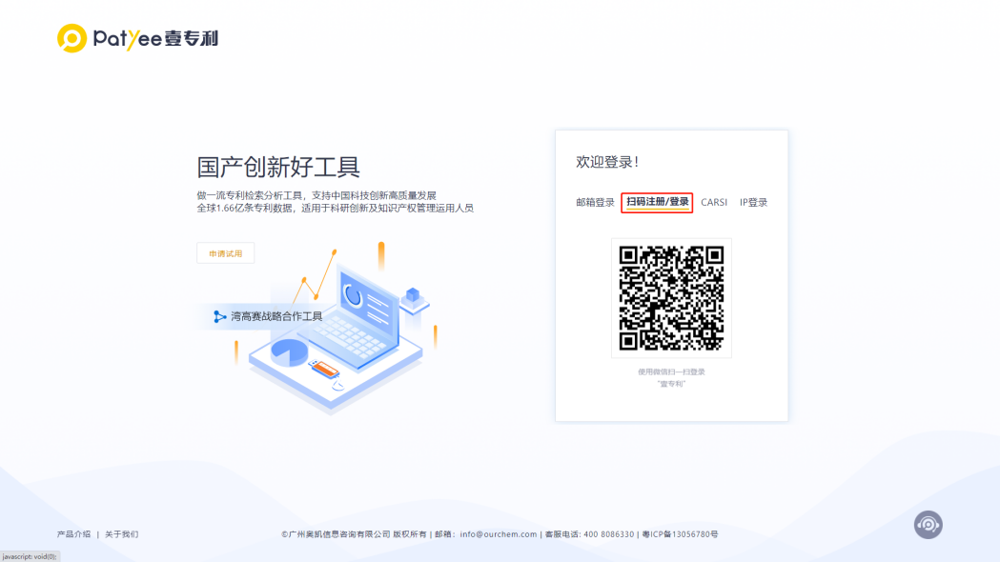 Patyee壹专利
国产创新好工具
做一流专利检索分析工具，支持中国科技创新高质量发展
全球1.66亿条专利数据，适用于科研创新及知识产权管理运用人员
申请试用
湾高赛战略合作工具
欢迎登录！
邮箱登录 扫码注册/登录 CARSI IP登录
使用微信扫一扫登录
“壹专利”
产品介绍 | 关于我们
©广州奥凯信息咨询有限公司 版权所有 | 邮箱：info@ourchem.com | 客服电话: 400 8086330 | 粤ICP备13056780号
javascript: void(0);